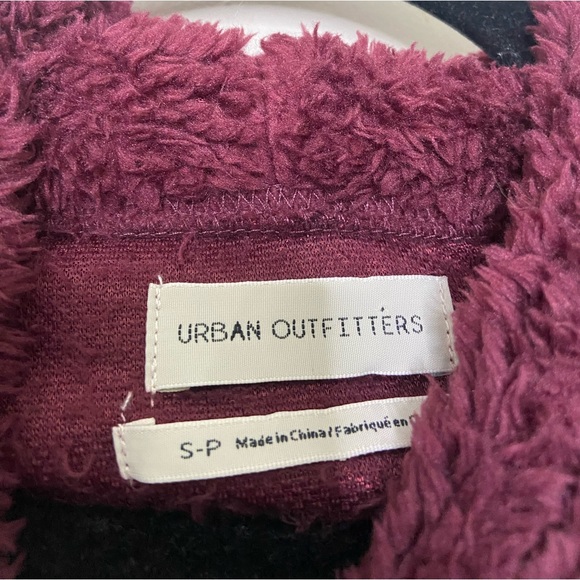 URBAN OUTFITTERS
S-P Made in China / Fabriqué en